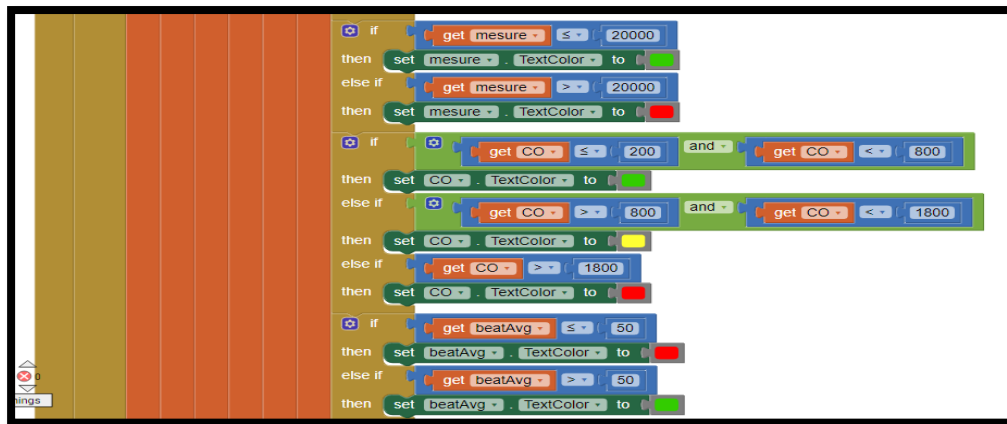 if get mesure ≤ 20000
then set mesure . TextColor to
else if get mesure > 20000
then set mesure . TextColor to
if get CO ≤ 200 and get CO < 800
then set CO . TextColor to
else if get CO > 800 and get CO < 1800
then set CO . TextColor to
else if get CO > 1800
then set CO . TextColor to
if get beatAvg ≤ 50
then set beatAvg . TextColor to
0
else if get beatAvg > 50
nings
then set beatAvg . TextColor to